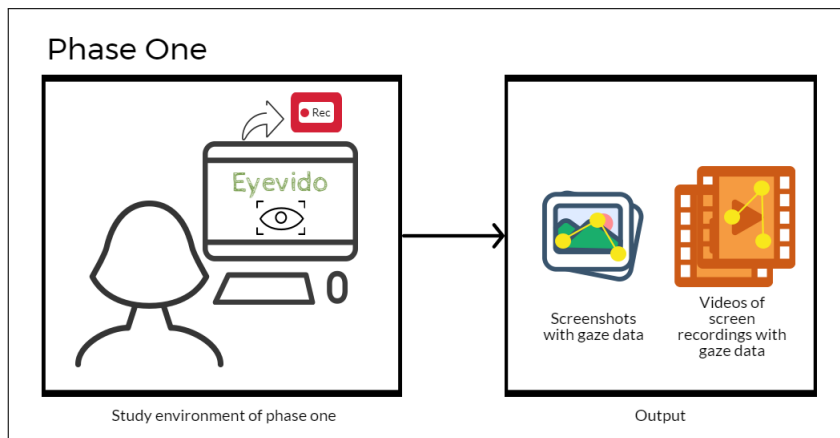 Phase One
Rec
Eyevido
Screenshots
with gaze data
Videos of
screen
recordings with
gaze data
Study environment of phase one
Output